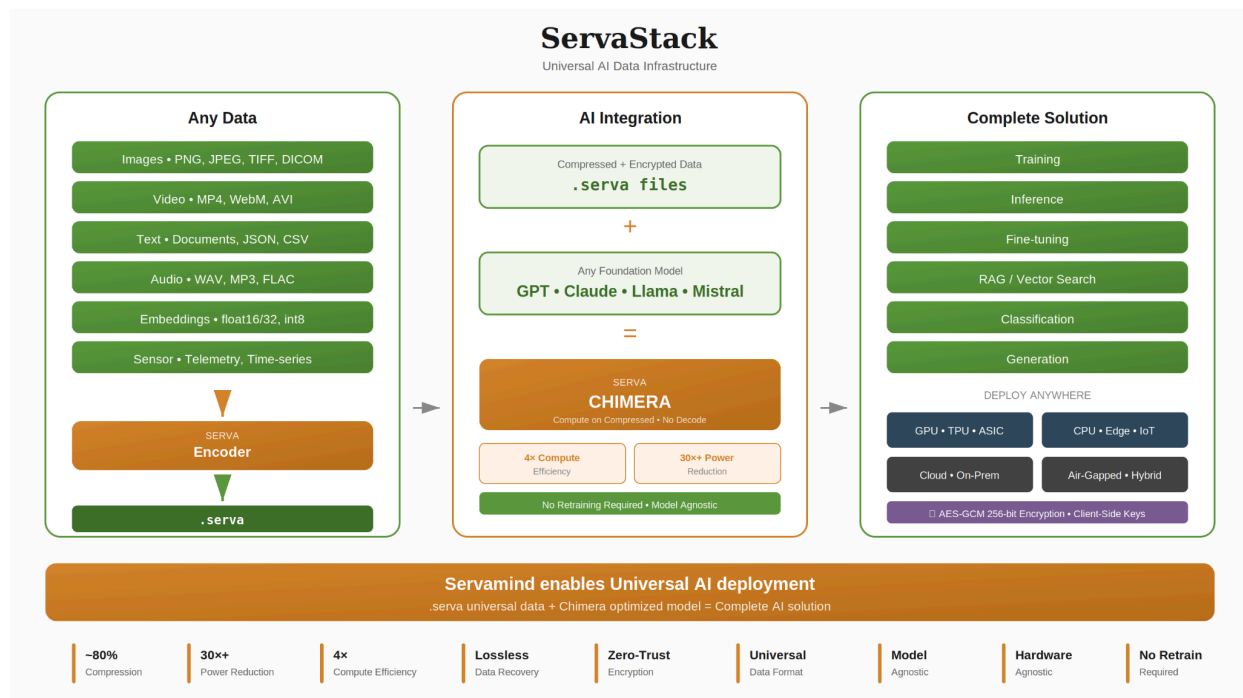 ServaStack
Universal AI Data Infrastructure
Any Data
Images • PNG, JPEG, TIFF, DICOM
Video • MP4, WebM, AVI
Text • Documents, JSON, CSV
Audio • WAV, MP3, FLAC
Embeddings • float16/32, int8
Sensor • Telemetry, Time-series
SERVA
Encoder
.serva
AI Integration
Compressed + Encrypted Data
.serva files
+
Any Foundation Model
GPT • Claude • Llama • Mistral
=
SERVA
CHIMERA
Compute on Compressed • No Decode
4× Compute
Efficiency
30×+ Power
Reduction
No Retraining Required • Model Agnostic
Complete Solution
Training
Inference
Fine-tuning
RAG / Vector Search
Classification
Generation
DEPLOY ANYWHERE
GPU • TPU • ASIC
CPU • Edge • IoT
Cloud • On-Prem
Air-Gapped • Hybrid
AES-GCM 256-bit Encryption • Client-Side Keys
Servamind enables Universal AI deployment
.serva universal data + Chimera optimized model = Complete AI solution
~80%
Compression
30×+
Power Reduction
4×
Compute Efficiency
Lossless
Data Recovery
Zero-Trust
Encryption
Universal
Data Format
Model
Agnostic
Hardware
Agnostic
No Retrain
Required